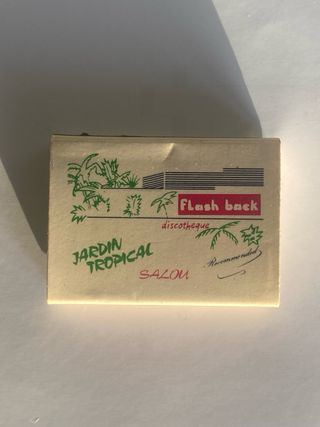 Flash back
discotheque
JARDIN
TROPICAL
SALOU
Recommended